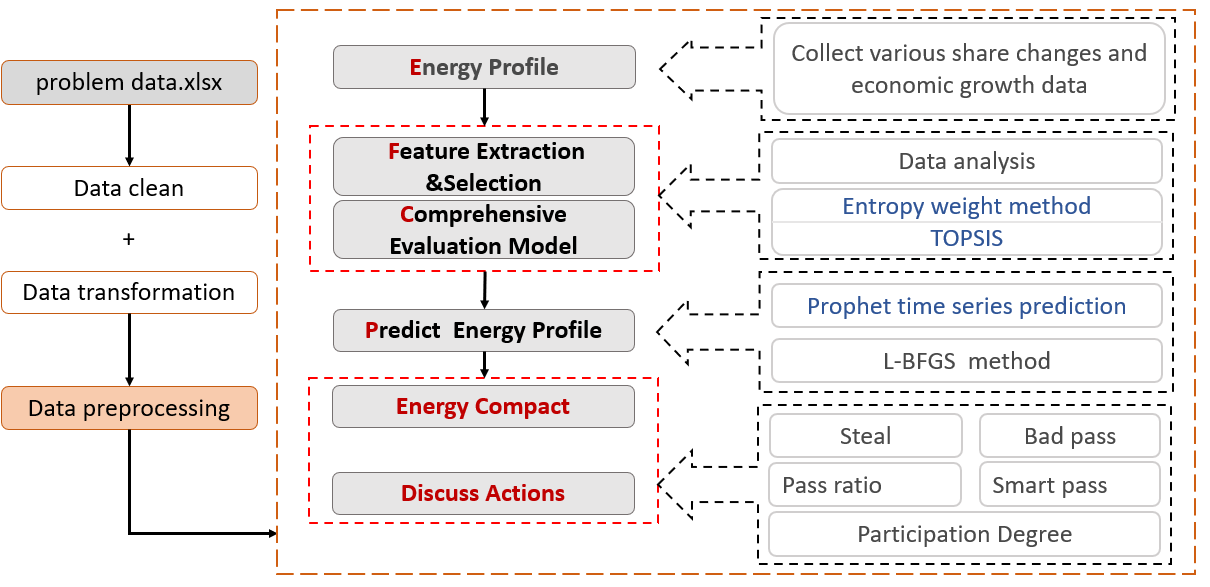 problem data.xlsx
Data clean
+
Data transformation
Data preprocessing
Energy Profile
Feature Extraction
&Selection
Comprehensive
Evaluation Model
Predict  Energy Profile
Energy Compact
Discuss Actions
Collect various share changes and
economic growth data
Data analysis
Entropy weight method
TOPSIS
Prophet time series prediction
L-BFGS  method
Steal
Bad pass
Pass ratio
Smart pass
Participation Degree